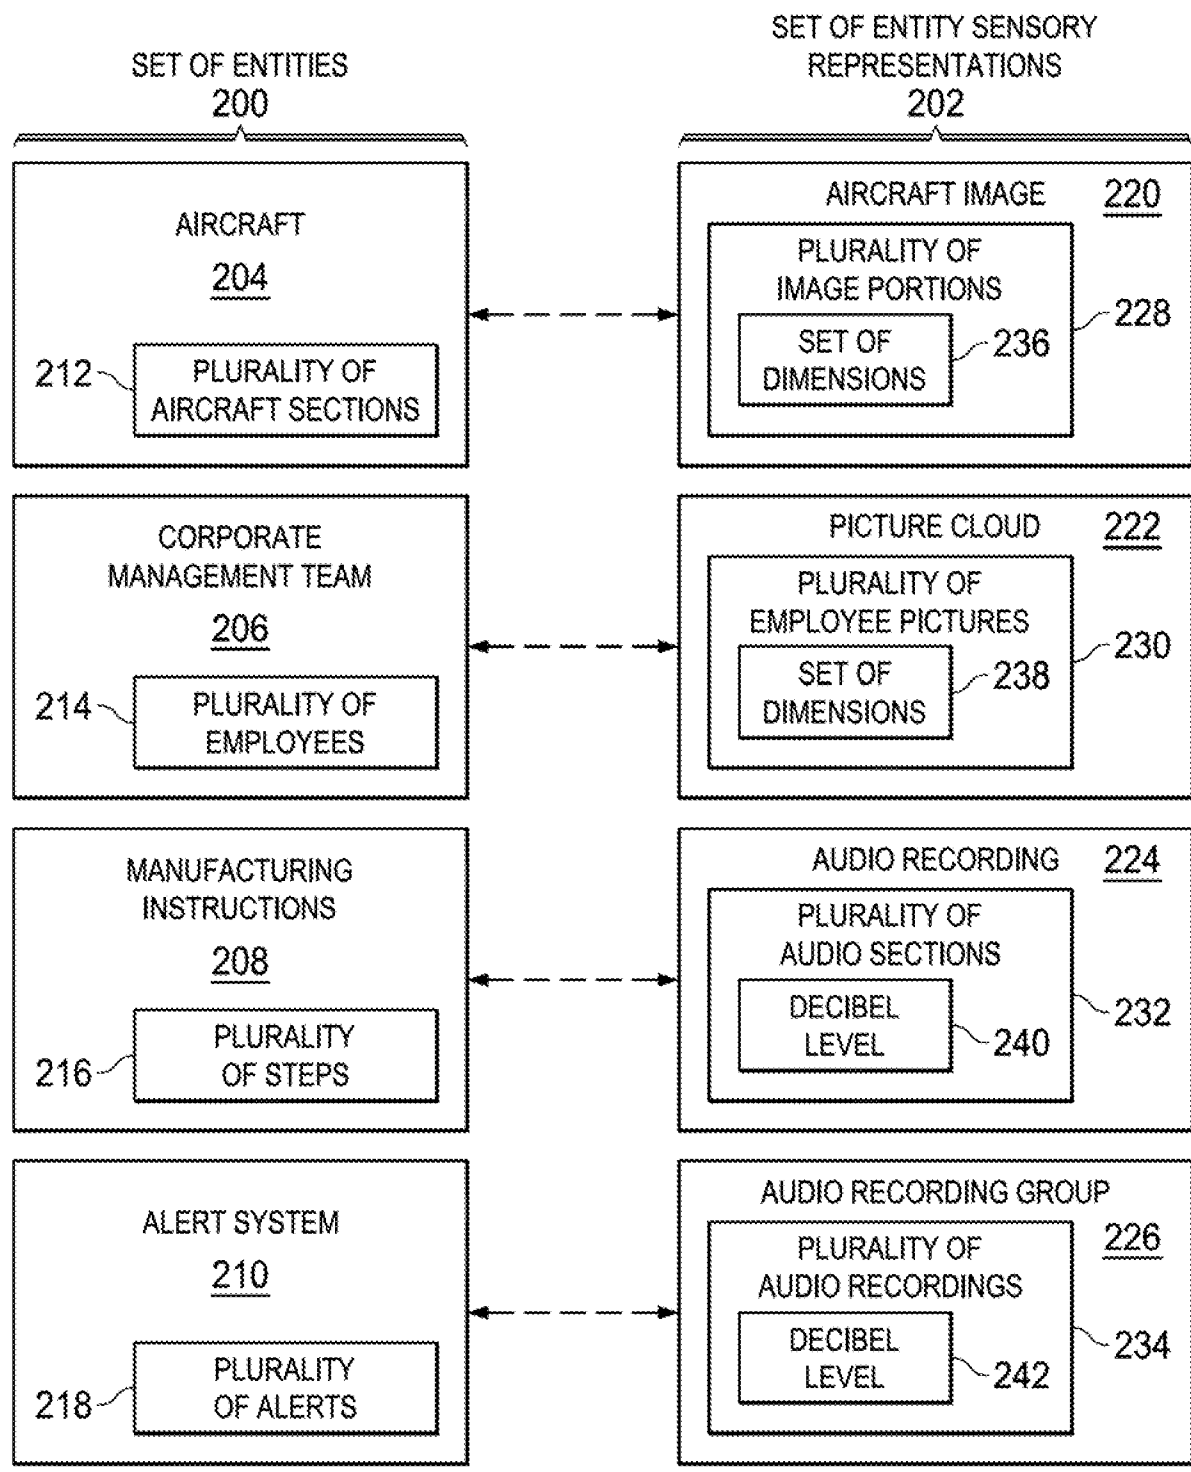 SET OF ENTITIES
200
SET OF ENTITY SENSORY
REPRESENTATIONS
202
AIRCRAFT
204
212
PLURALITY OF
AIRCRAFT SECTIONS
AIRCRAFT IMAGE
220
PLURALITY OF
IMAGE PORTIONS
228
SET OF
DIMENSIONS
236
CORPORATE
MANAGEMENT TEAM
206
214
PLURALITY OF
EMPLOYEES
PICTURE CLOUD
222
PLURALITY OF
EMPLOYEE PICTURES
230
SET OF
DIMENSIONS
238
MANUFACTURING
INSTRUCTIONS
208
216
PLURALITY
OF STEPS
AUDIO RECORDING
224
PLURALITY OF
AUDIO SECTIONS
232
DECIBEL
LEVEL
240
ALERT SYSTEM
210
218
PLURALITY
OF ALERTS
AUDIO RECORDING GROUP
226
PLURALITY OF
AUDIO RECORDINGS
234
DECIBEL
LEVEL
242